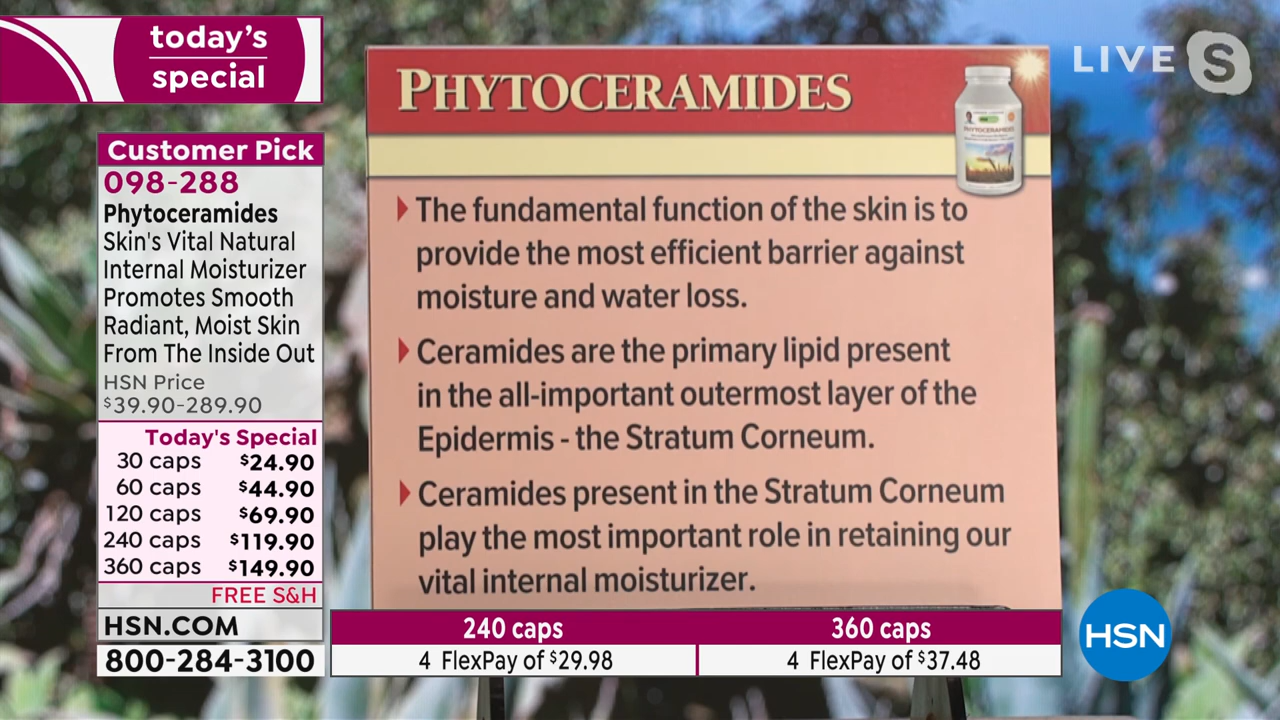 today's
special
LIVE S
Customer Pick
098-288
Phytoceramides
Skin's Vital Natural
Internal Moisturizer
Promotes Smooth
Radiant, Moist Skin
From The Inside Out
HSN Price
$39.90-289.90
Today's Special
30 caps $24.90
60 caps $44.90
120 caps $69.90
240 caps $119.90
360 caps $149.90
FREE S&H
HSN.COM
800-284-3100
PHYTOCERAMIDES
PHYTOCERAMIDES
The fundamental function of the skin is to
provide the most efficient barrier against
moisture and water loss.
Ceramides are the primary lipid present
in the all-important outermost layer of the
Epidermis - the Stratum Corneum.
Ceramides present in the Stratum Corneum
play the most important role in retaining our
vital internal moisturizer.
240 caps 360 caps
4 FlexPay of $29.98 4 FlexPay of $37.48
HSN